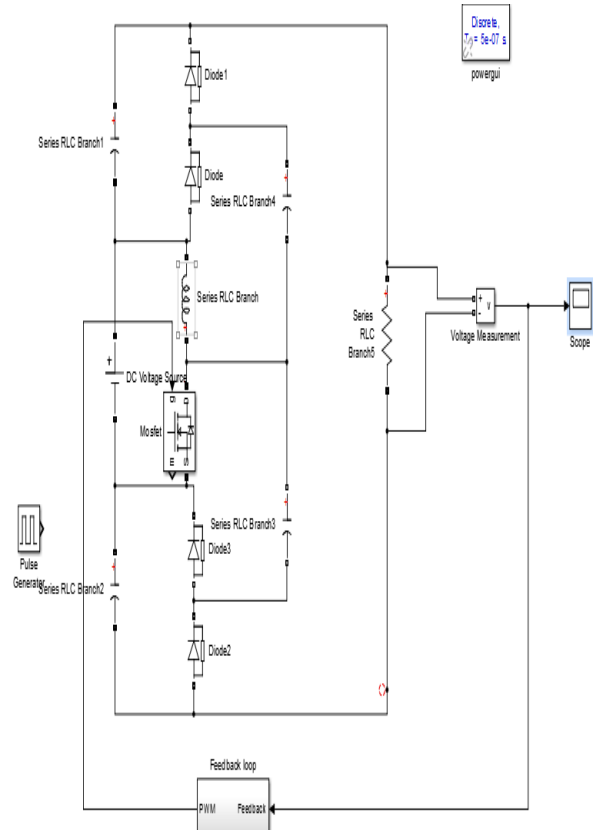 Discrete,
= 5e-07 s
powergui
Diode1
Series RLC Branch1
Diode
Series RLC Branch4
Series RLC Branch
Series
RLC
Branch5
+
-
v
Voltage Measurement
Scope
+
DC Voltage Source
g
D
Mosfet
m
S
Series RLC Branch3
Diode3
Pulse
Generator
Series RLC Branch2
Diode2
Feedback loop
PWM
Feedback